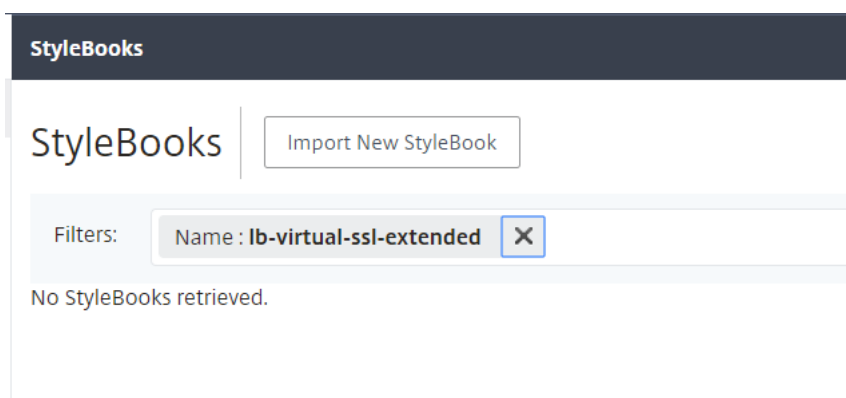 StyleBooks
StyleBooks Import New StyleBook
Filters: Name : lb-virtual-ssl-extended
No StyleBooks retrieved.